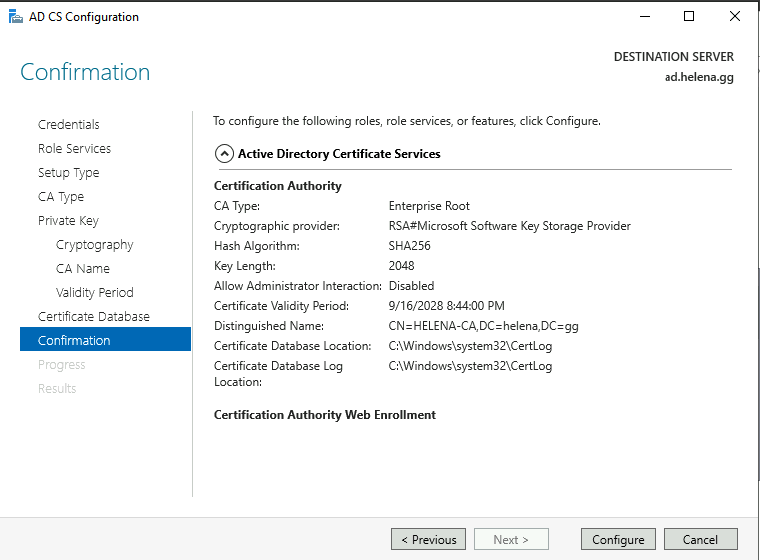 AD CS Configuration
Confirmation
DESTINATION SERVER
ad.helena.gg
Credentials
Role Services
Setup Type
CA Type
Private Key
Cryptography
CA Name
Validity Period
Certificate Database
Confirmation
Progress
Results
To configure the following roles, role services, or features, click Configure.
Active Directory Certificate Services
Certification Authority
CA Type: Enterprise Root
Cryptographic provider: RSA#Microsoft Software Key Storage Provider
Hash Algorithm: SHA256
Key Length: 2048
Allow Administrator Interaction: Disabled
Certificate Validity Period: 9/16/2028 8:44:00 PM
Distinguished Name: CN=HELENA-CA,DC=helena,DC=gg
Certificate Database Location: C:\Windows\system32\CertLog
Certificate Database Log C:\Windows\system32\CertLog
Location:
Certification Authority Web Enrollment
< Previous Next > Configure Cancel